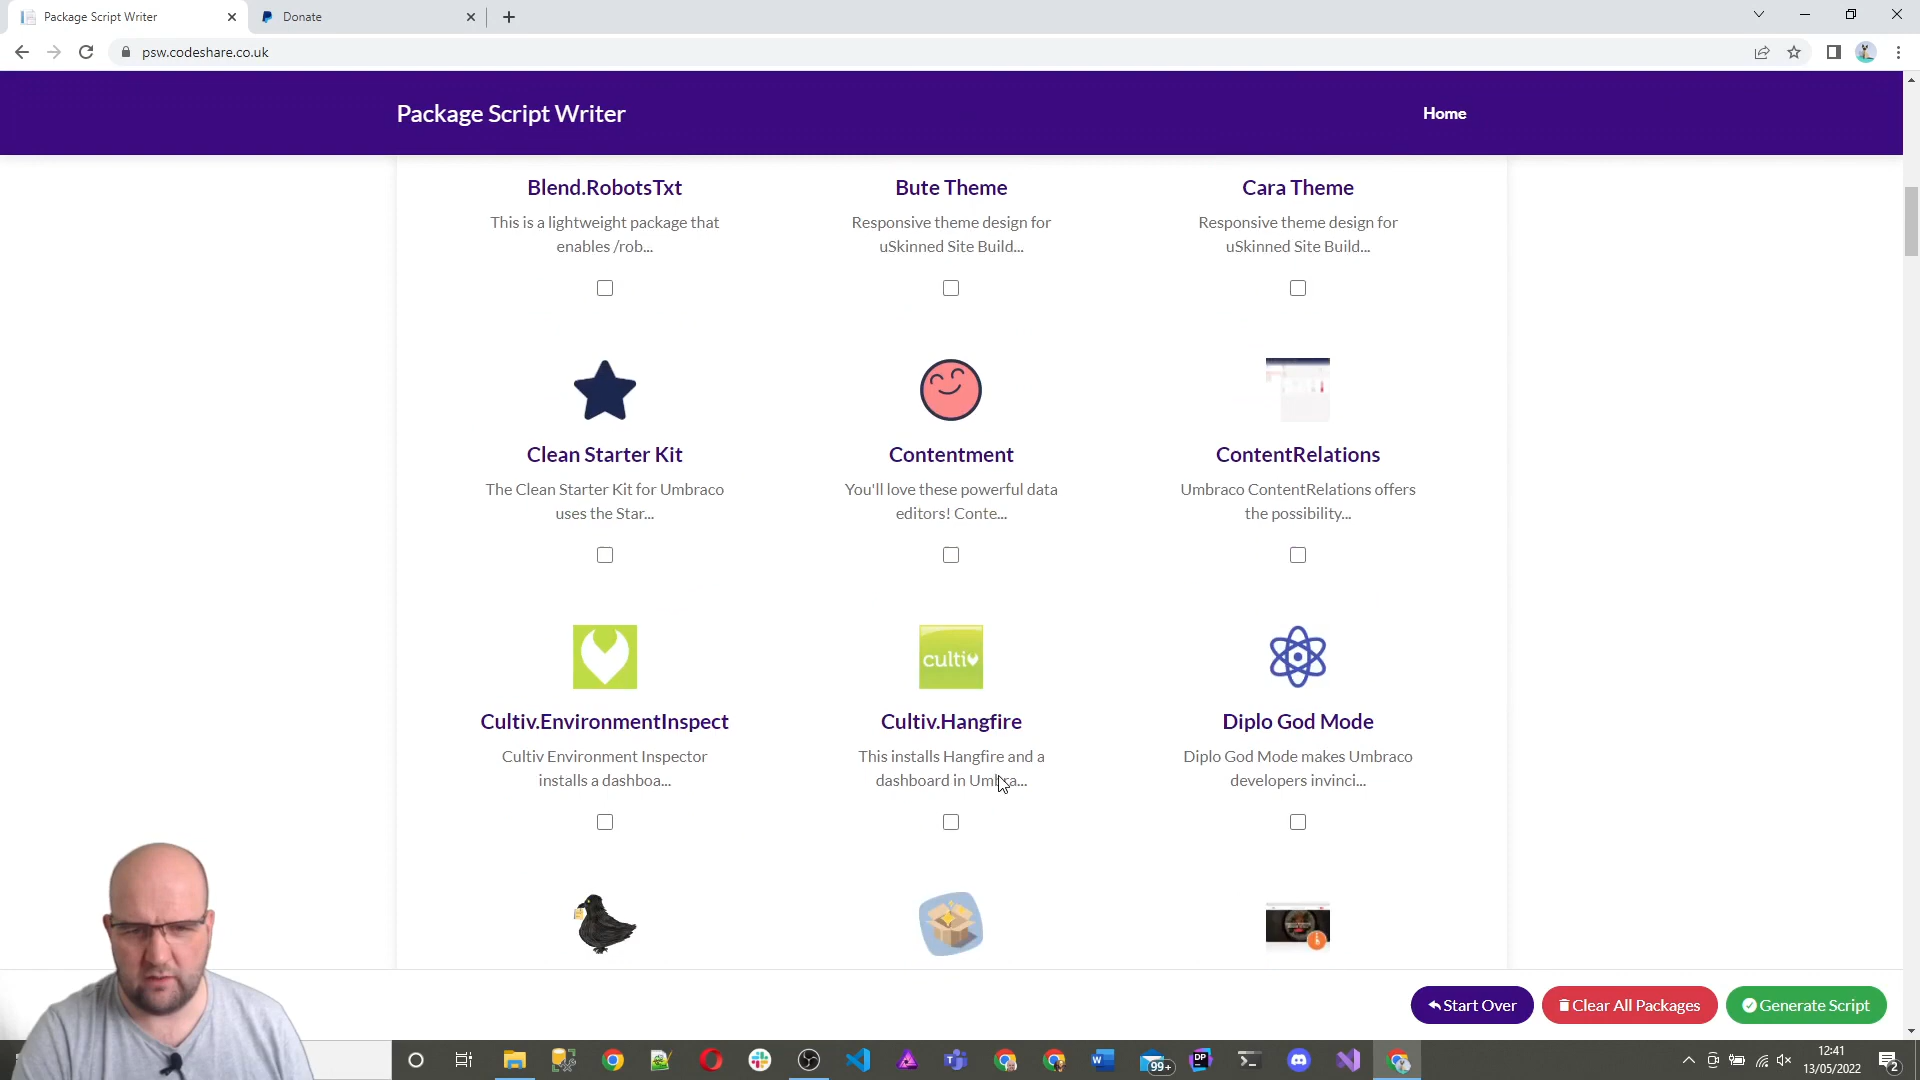 Package Script Writer
Donate
psw.codeshare.co.uk
Package Script Writer
Home
Blend.RobotsTxt
Bute Theme
Cara Theme
This is a lightweight package that
enables /rob...
Responsive theme design for
uSkinned Site Build...
Responsive theme design for
uSkinned Site Build...
Clean Starter Kit
Contentment
ContentRelations
The Clean Starter Kit for Umbraco
uses the Star...
You'll love these powerful data
editors! Conte...
Umbraco ContentRelations offers
the possibility...
cultiv
Cultiv.EnvironmentInspect
Cultiv.Hangfire
Diplo God Mode
Cultiv Environment Inspector
installs a dashboa...
This installs Hangfire and a
dashboard in Umbra...
Diplo God Mode makes Umbraco
developers invinci...
Start Over
Clear All Packages
Generate Script
99+
DP
12:41
13/05/2022
2